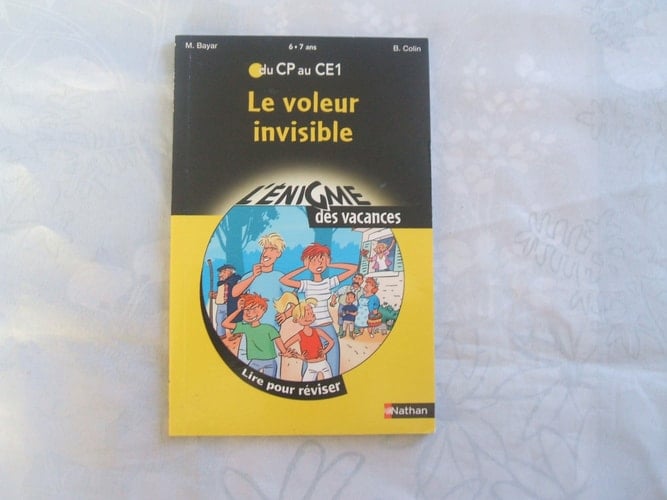 M. Bayar
6 • 7 ans
B. Colin
du CP au CE1
Le voleur
invisible
L'ÉNIGME
des vacances
Lire pour réviser
Nathan